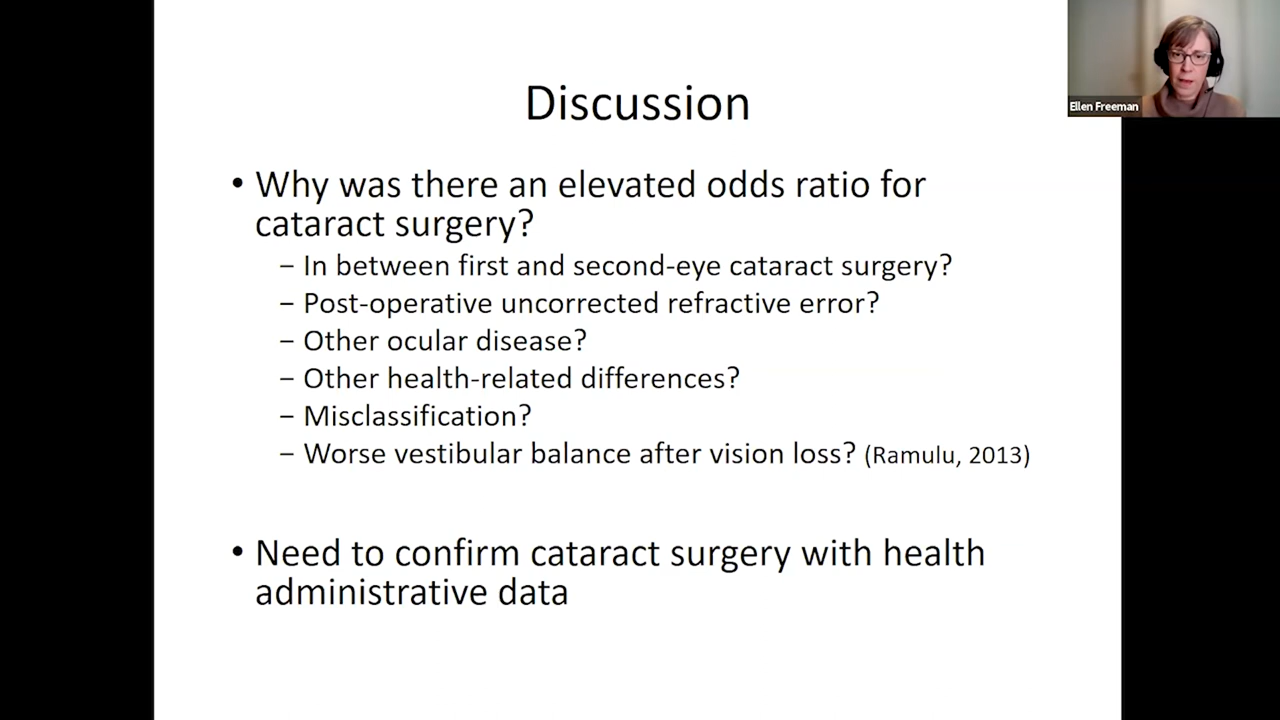 Discussion
Ellen Freeman
• Why was there an elevated odds ratio for
cataract surgery?
– In between first and second-eye cataract surgery?
– Post-operative uncorrected refractive error?
– Other ocular disease?
– Other health-related differences?
– Misclassification?
– Worse vestibular balance after vision loss? (Ramulu, 2013)
• Need to confirm cataract surgery with health
administrative data